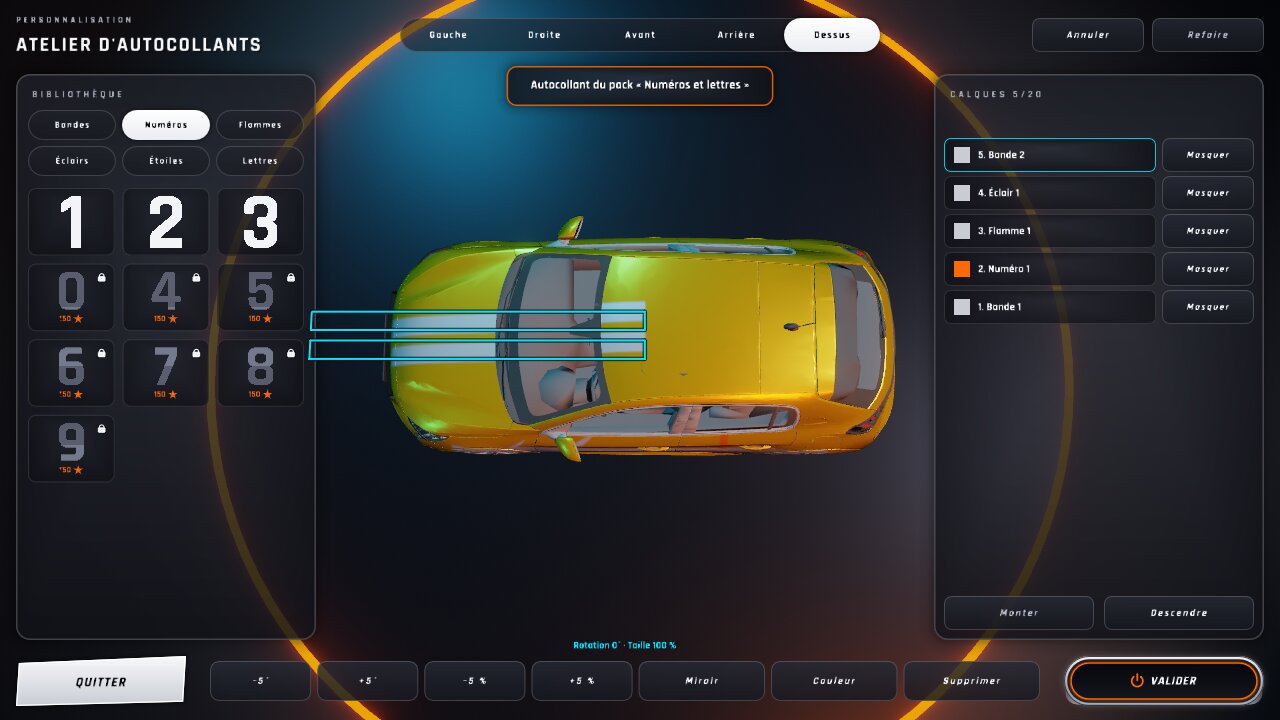 PERSONNALISATION
ATELIER D'AUTOCOLLANTS
Gauche
Droite
Avant
Arrière
Dessus
Annuler
Refaire
Autocollant du pack « Numéros et lettres »
BIBLIOTHÈQUE
Bandes
Numéros
Flammes
Éclairs
Étoiles
Lettres
1
2
3
0
150 ★
4
150 ★
5
150 ★
6
150 ★
7
150 ★
8
150 ★
9
150 ★
CALQUES 5/20
5. Bande 2
Masquer
4. Éclair 1
Masquer
3. Flamme 1
Masquer
2. Numéro 1
Masquer
1. Bande 1
Masquer
Monter
Descendre
Rotation 0° · Taille 100 %
QUITTER
-5°
+5°
-5 %
+5 %
Miroir
Couleur
Supprimer
VALIDER